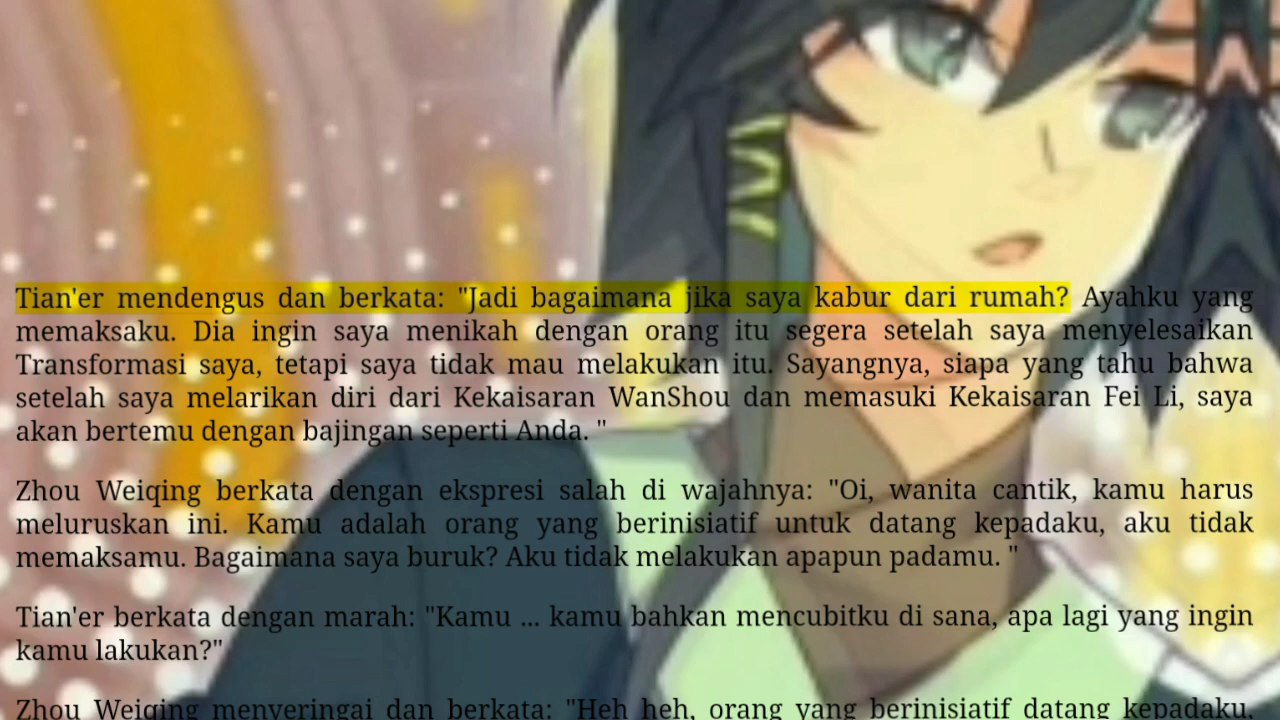 Tian'er mendengus dan berkata: "Jadi bagaimana jika saya kabur dari rumah? Ayahku yang
memaksaku. Dia ingin saya menikah dengan orang itu segera setelah saya menyelesaikan
Transformasi saya, tetapi saya tidak mau melakukan itu. Sayangnya, siapa yang tahu bahwa
setelah saya melarikan diri dari Kekaisaran WanShou dan memasuki Kekaisaran Fei Li, saya
akan bertemu dengan bajingan seperti Anda. "
Zhou Weiqing berkata dengan ekspresi salah di wajahnya: "Oi, wanita cantik, kamu harus
meluruskan ini. Kamu adalah orang yang berinisiatif untuk datang kepadaku, aku tidak
memaksamu. Bagaimana saya buruk? Aku tidak melakukan apapun padamu. "
Tian'er berkata dengan marah: "Kamu ... kamu bahkan mencubitku di sana, apa lagi yang ingin
kamu lakukan?"
Zhou Weiqing menyeringai dan berkata: "Heh heh, orang yang berinisiatif datang kepadaku,